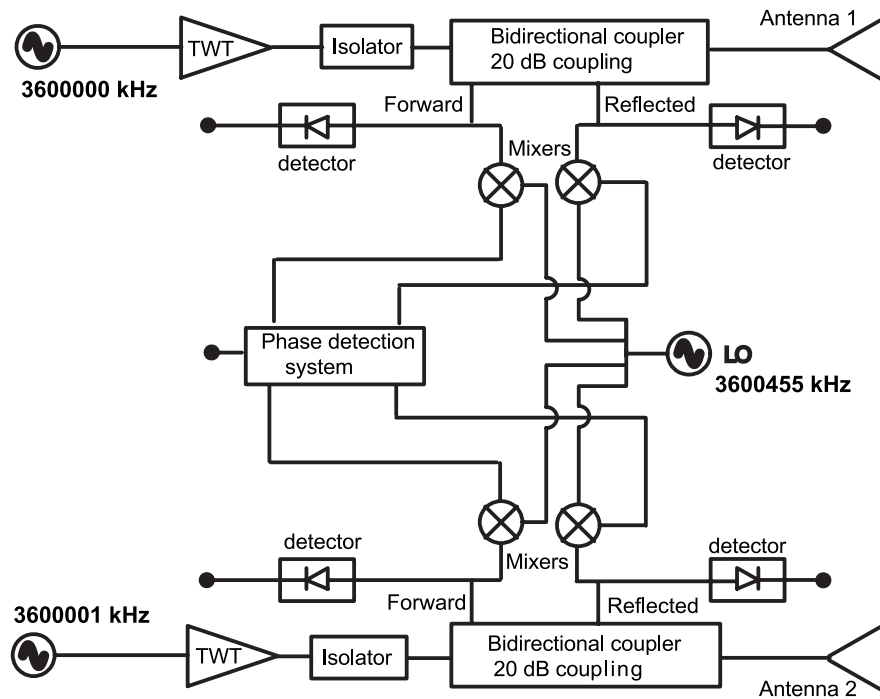 Antenna 1
TWT
Isolator
Bidirectional coupler
20 dB coupling
3600000 kHz
Forward
Reflected
detector
Mixers
detector
Phase detection
system
LO
3600455 kHz
detector
Mixers
detector
Forward
Reflected
3600001 kHz
TWT
Isolator
Bidirectional coupler
20 dB coupling
Antenna 2